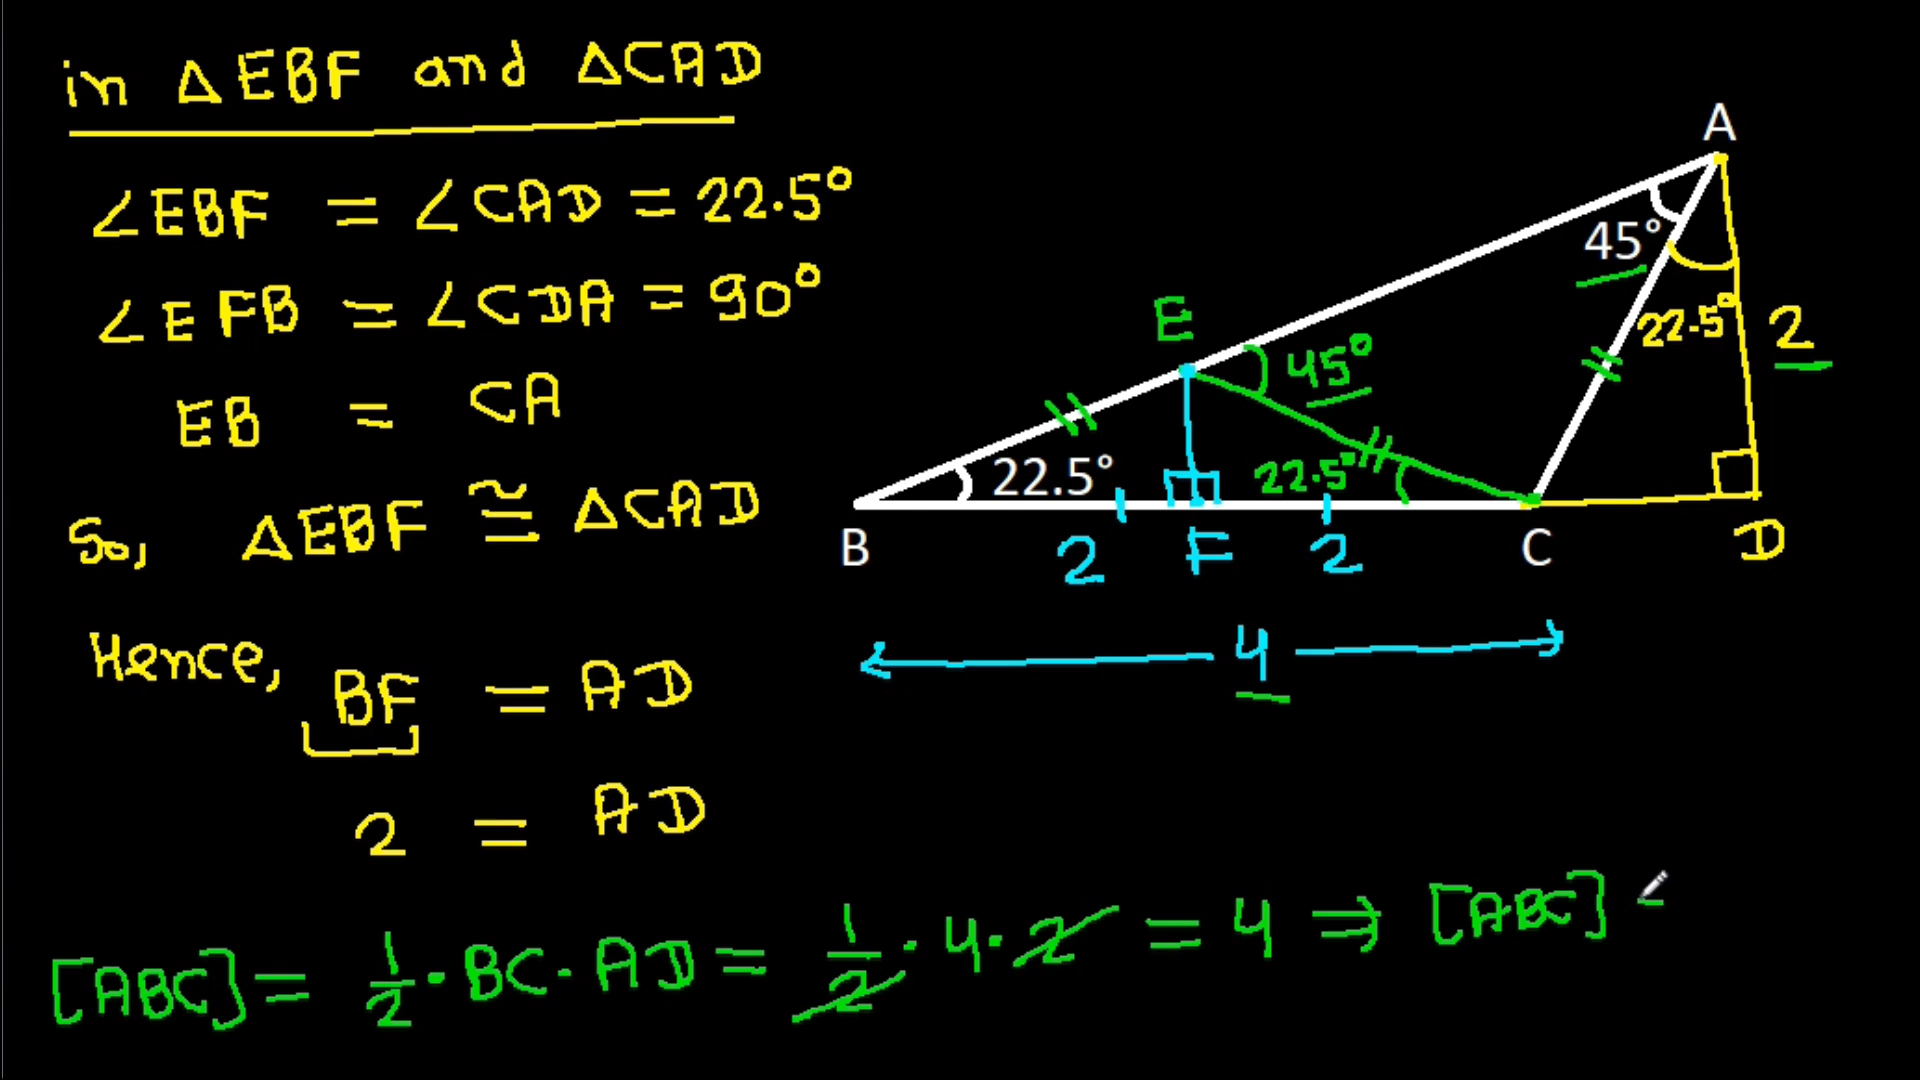 in ΔEBF and ΔCAD
∠EBF = ∠CAD = 22.5°
∠EFB = ∠CDA = 90°
EB = CA
So, ΔEBF ≅ ΔCAD
Hence, BF = AD
2 = AD
[ABC] = 1/2 · BC · AD = 1/2 · 4 · 2 = 4 ⇒ [ABC]
A
45°
22.5°
2
E
45°
22.5°
22.5°
B
2
F
2
C
D
4